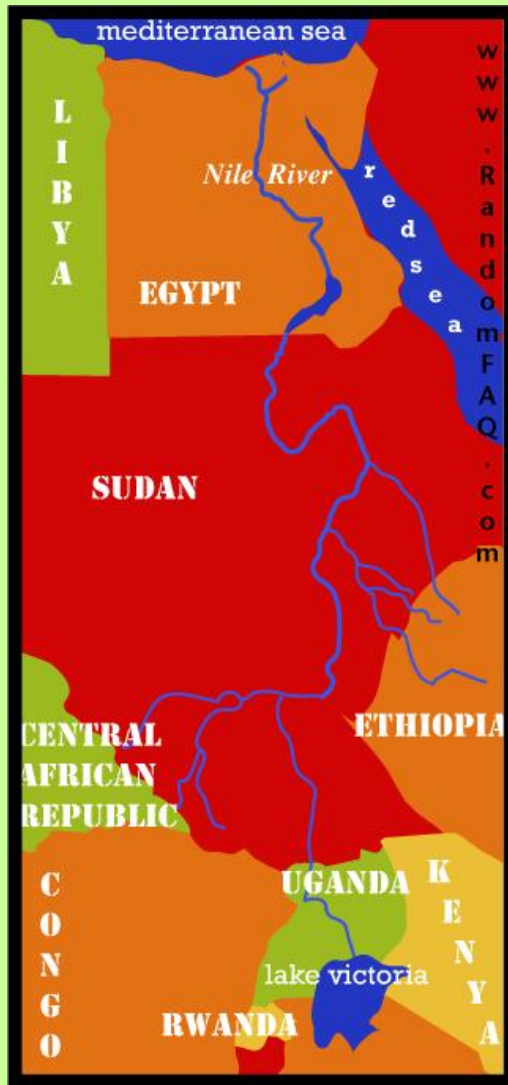 mediterranean sea
www.RandomFAQ.com
LIBYA
Nile River
red sea
EGYPT
SUDAN
ETHIOPIA
CENTRAL
AFRICAN
REPUBLIC
UGANDA
KENYA
CONGO
lake victoria
RWANDA